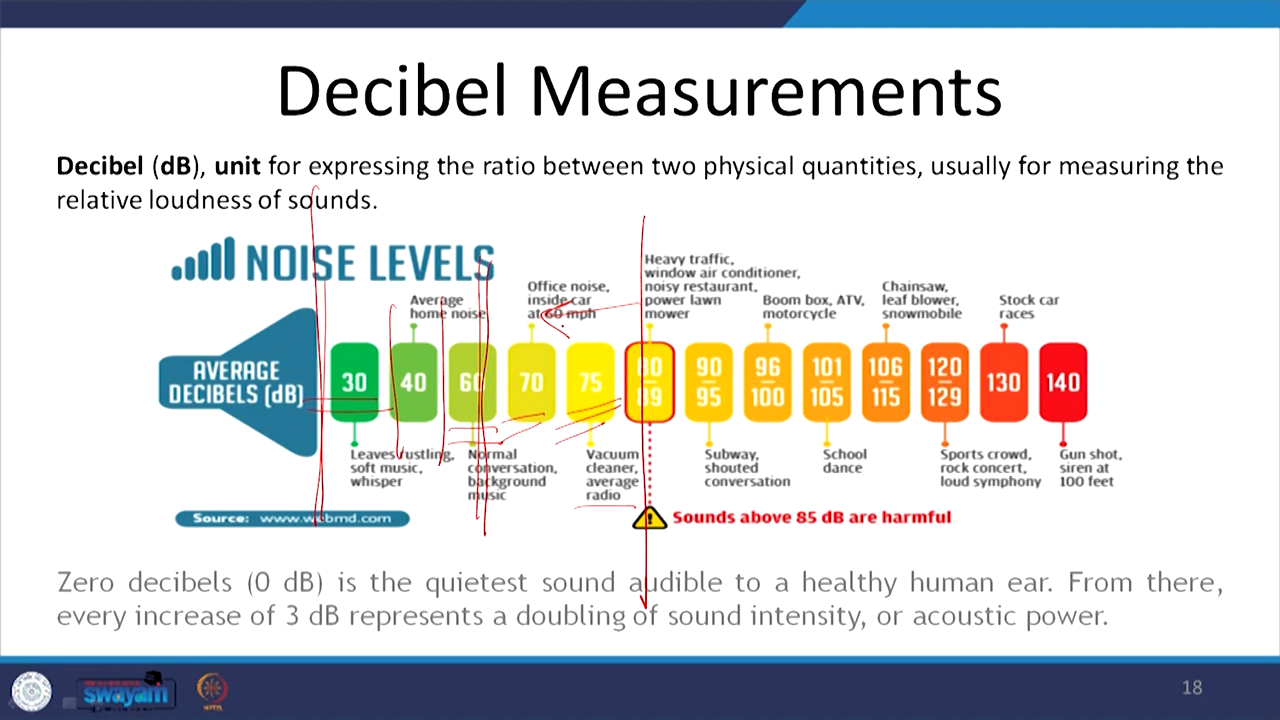 Decibel Measurements
Decibel (dB), unit for expressing the ratio between two physical quantities, usually for measuring the
relative loudness of sounds.
NOISE LEVELS
AVERAGE
DECIBELS (dB)
Average
home noise
Office noise,
inside car
at 60 mph
Heavy traffic,
window air conditioner,
noisy restaurant,
power lawn
mower
Boom box, ATV,
motorcycle
Chainsaw,
leaf blower,
snowmobile
Stock car
races
30
40
60
70
75
80
89
90
95
96
100
101
105
106
115
120
129
130
140
Leaves rustling,
soft music,
whisper
Normal
conversation,
background
music
Vacuum
cleaner,
average
radio
Subway,
shouted
conversation
School
dance
Sports crowd,
rock concert,
loud symphony
Gun shot,
siren at
100 feet
Source: www.webmd.com
Sounds above 85 dB are harmful
Zero decibels (0 dB) is the quietest sound audible to a healthy human ear. From there,
every increase of 3 dB represents a doubling of sound intensity, or acoustic power.
swayam
18